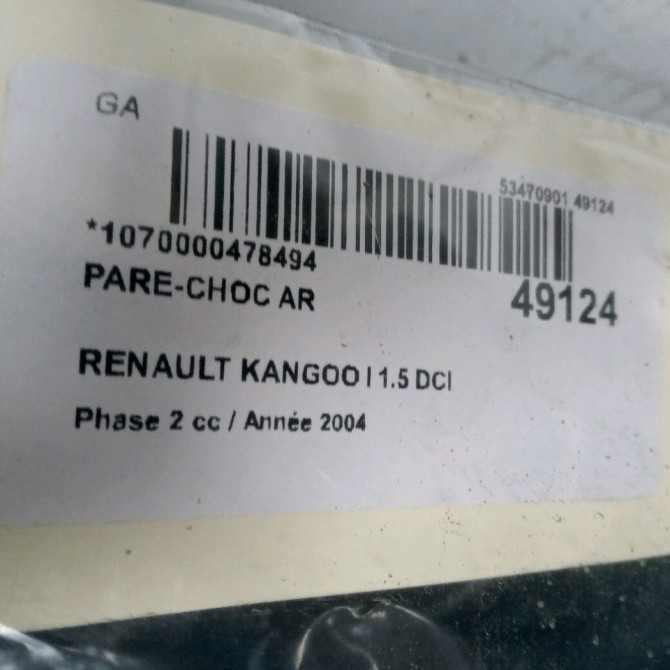 GA
53470901 49124
*1070000478494
PARE-CHOC AR
49124
RENAULT KANGOO I 1.5 DCI
Phase 2 cc / Année 2004